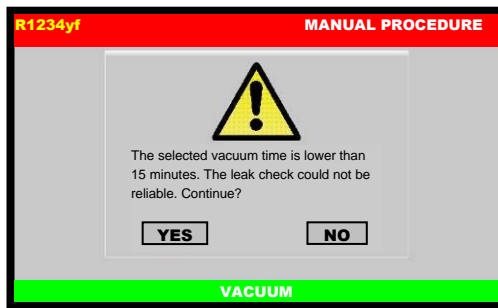 R1234yf MANUAL PROCEDURE
The selected vacuum time is lower than
15 minutes. The leak check could not be
reliable. Continue?
YES NO
VACUUM